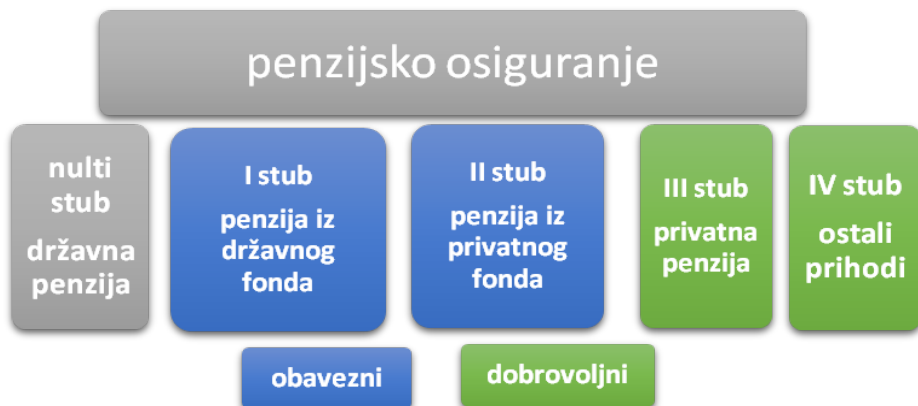 penzijsko osiguranje
nulti
stub
državna
penzija
I stub
penzija iz
državnog
fonda
II stub
penzija iz
privatnog
fonda
III stub
privatna
penzija
IV stub
ostali
prihodi
obavezni
dobrovoljni